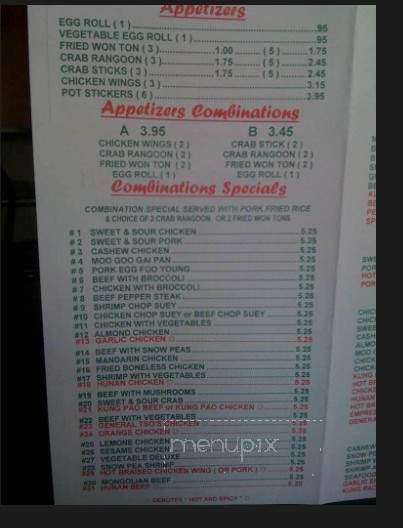 Appetizers
EGG ROLL ( 1 ) .95
VEGETABLE EGG ROLL ( 1 ) .95
FRIED WON TON ( 3 ) 1.00 ( 5 ) 1.75
CRAB RANGOON ( 3 ) 1.75 ( 5 ) 2.45
CRAB STICKS ( 3 ) 1.75 ( 5 ) 2.45
CHICKEN WINGS ( 3 ) 3.15
POT STICKERS ( 6 ) 3.95
Appetizers Combinations
A 3.95 B 3.45
CHICKEN WINGS ( 2 ) CRAB STICK ( 2 )
CRAB RANGOON ( 2 ) CRAB RANGOON ( 2 )
FRIED WON TON ( 2 ) FRIED WON TON ( 2 )
EGG ROLL ( 1 ) EGG ROLL ( 1 )
Combinations Specials
COMBINATION SPECIAL SERVED WITH PORK FRIED RICE
& CHOICE OF 2 CRAB RANGOON OR 2 FRIED WON TONS
#1 SWEET & SOUR CHICKEN 5.25
#2 SWEET & SOUR PORK 5.25
#3 CASHEW CHICKEN 5.25
#4 MOO GOO GAI PAN 5.25
#5 PORK EGG FOO YOUNG 5.25
#6 BEEF WITH BROCCOLI 5.25
#7 CHICKEN WITH BROCCOLI 5.25
#8 BEEF PEPPER STEAK 5.25
#9 SHRIMP CHOP SUEY 5.25
#10 CHICKEN CHOP SUEY or BEEF CHOP SUEY 5.25
#11 CHICKEN WITH VEGETABLES 5.25
#12 ALMOND CHICKEN 5.25
#13 GARLIC CHICKEN 5.25
#14 BEEF WITH SNOW PEAS 5.25
#15 MANDARIN CHICKEN 5.25
#16 FRIED BONELESS CHICKEN 5.25
#17 SHRIMP WITH VEGETABLES 5.25
#18 HUNAN CHICKEN 5.25
#19 BEEF WITH MUSHROOMS 5.25
#20 SWEET & SOUR CRAB 5.25
#21 KUNG PAO BEEF or KUNG PAO CHICKEN 5.25
#22 BEEF WITH VEGETABLES 5.25
#23 GENERAL TSO'S CHICKEN 5.25
#24 ORANGE CHICKEN 5.25
#25 LEMONE CHICKEN 5.25
#26 SESAME CHICKEN 5.25
#27 VEGETABLE DELUXE 5.25
#28 SNOW PEA SHRIMP 5.25
#29 HOT BRAISED CHICKEN WING ( OR PORK ) 5.25
#30 MONGOLIAN BEEF 5.25
#31 HUNAN BEEF 5.25
DENOTES " HOT AND SPICY "
menupix